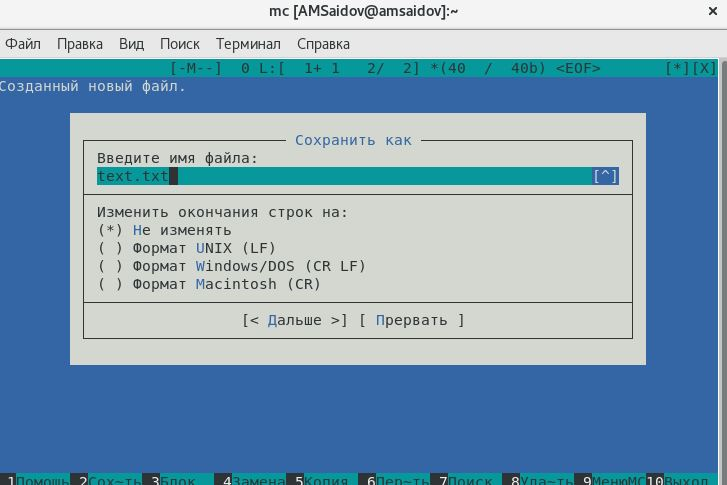 mc [AMSaidov@amsaidov]:~ ×
Файл Правка Вид Поиск Терминал Справка
[-M--] 0 L:[ 1+ 1 2/ 2] *(40 / 40b) <EOF> [*][X]
Созданный новый файл.
Сохранить как
Введите имя файла:
text.txt [^]
Изменить окончания строк на:
(*) Не изменять
( ) Формат UNIX (LF)
( ) Формат Windows/DOS (CR LF)
( ) Формат Macintosh (CR)
[< Дальше >] [ Прервать ]
1Помощь 2Сох~ть 3Блок 4Замена 5Копия 6Пер~ть 7Поиск 8Уда~ть 9МенюMC 10Выход